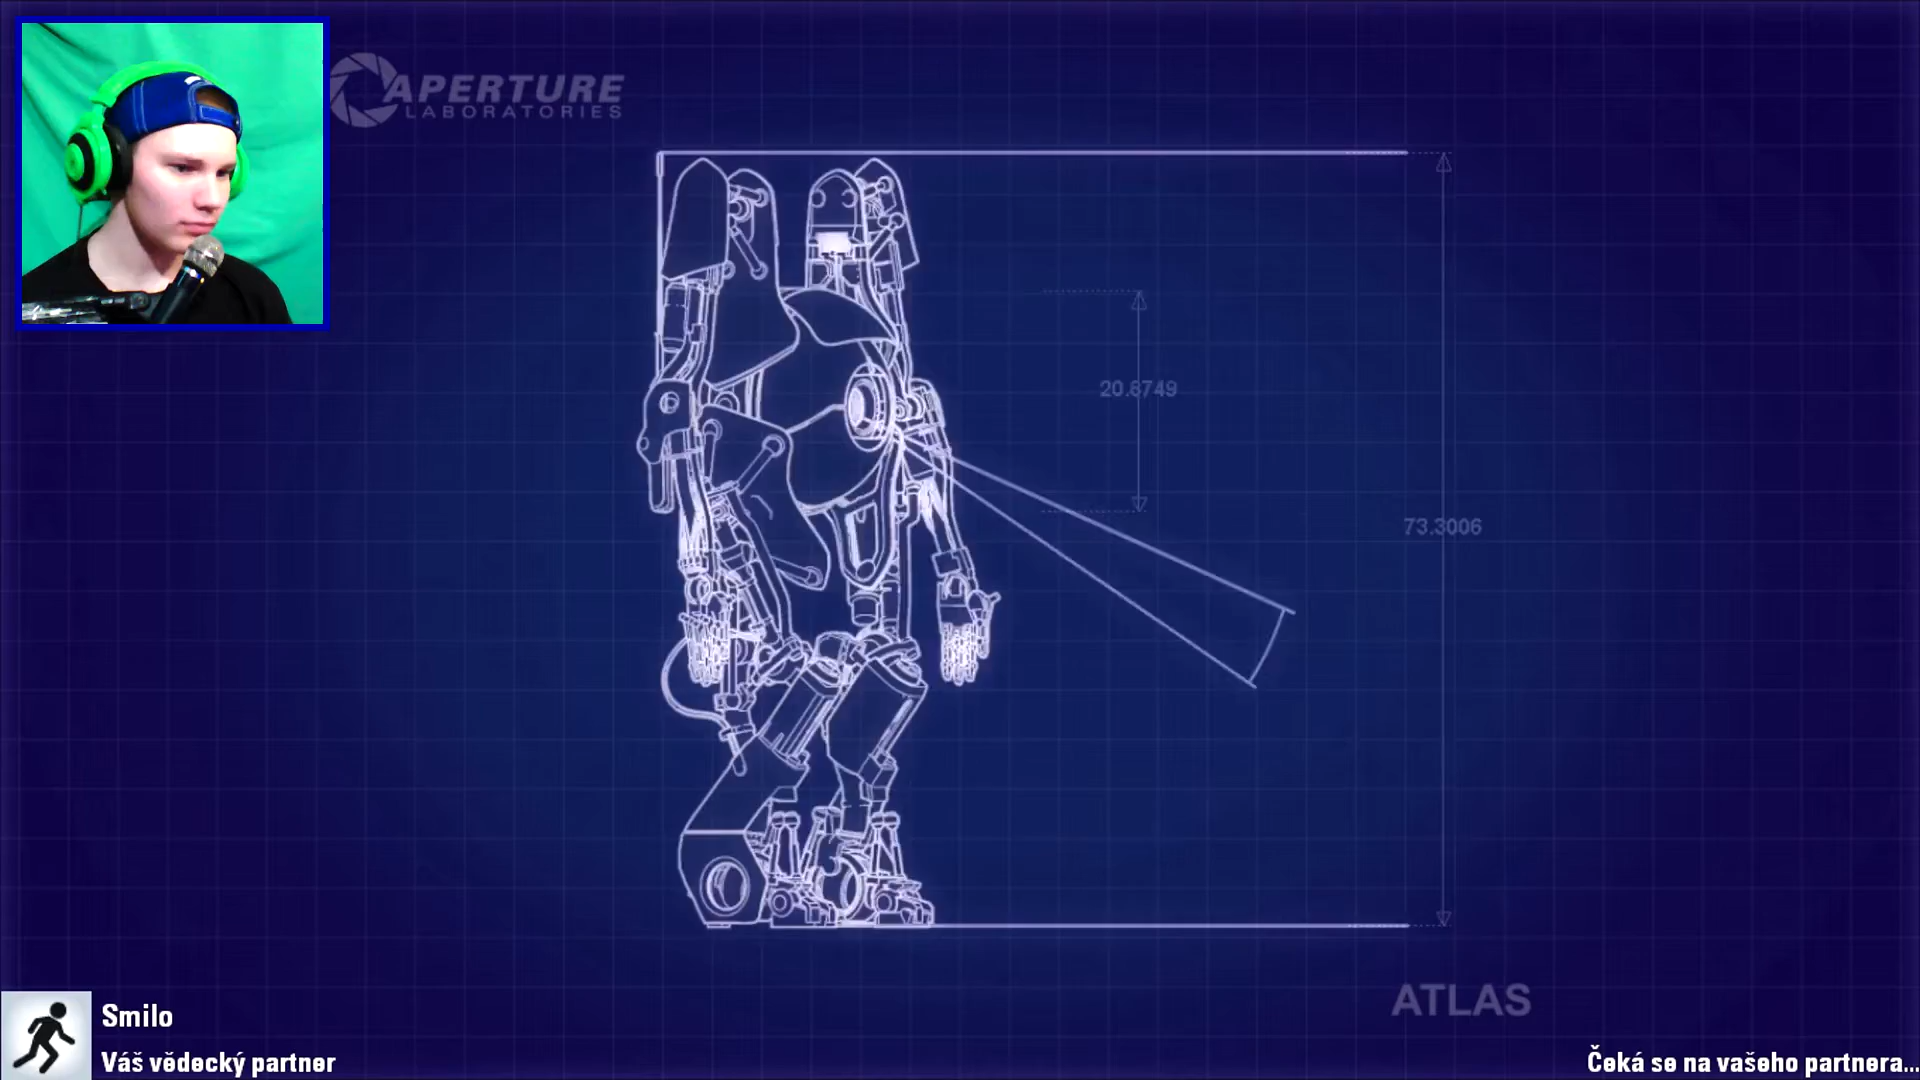 APERTURE
LABORATORIES
20.6749
73.3006
ATLAS
Smilo
Váš vědecký partner
Čeká se na vašeho partnera...